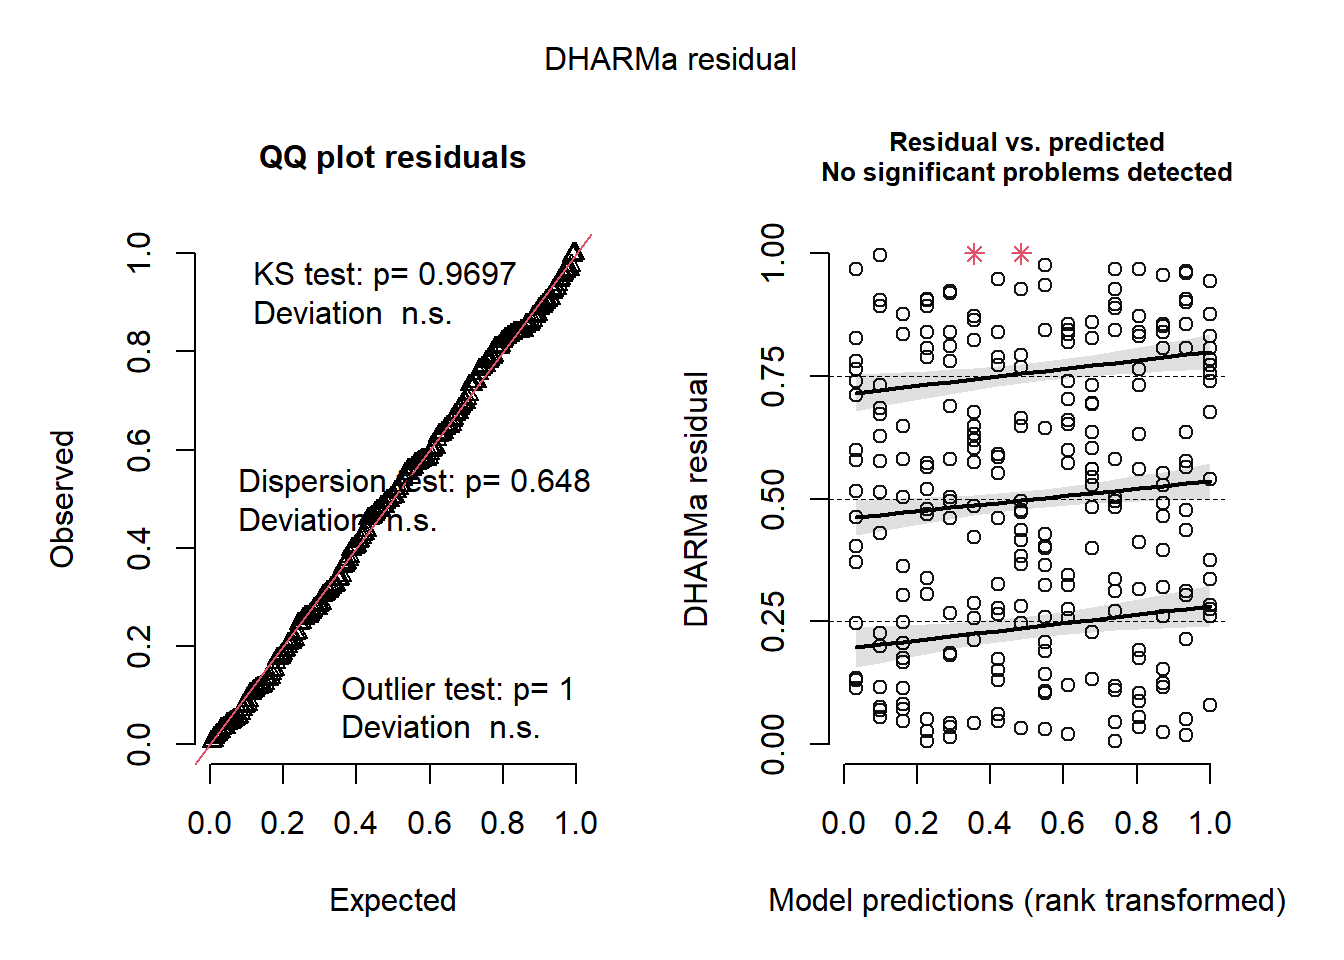 DHARMa residual
QQ plot residuals
KS test: p= 0.9697
Deviation  n.s.
Dispersion test: p= 0.648
Deviation n.s.
Outlier test: p= 1
Deviation  n.s.
Observed
0.0 0.2 0.4 0.6 0.8 1.0
0.0 0.2 0.4 0.6 0.8 1.0
Expected
Residual vs. predicted
No significant problems detected
DHARMa residual
0.00 0.25 0.50 0.75 1.00
0.0 0.2 0.4 0.6 0.8 1.0
Model predictions (rank transformed)